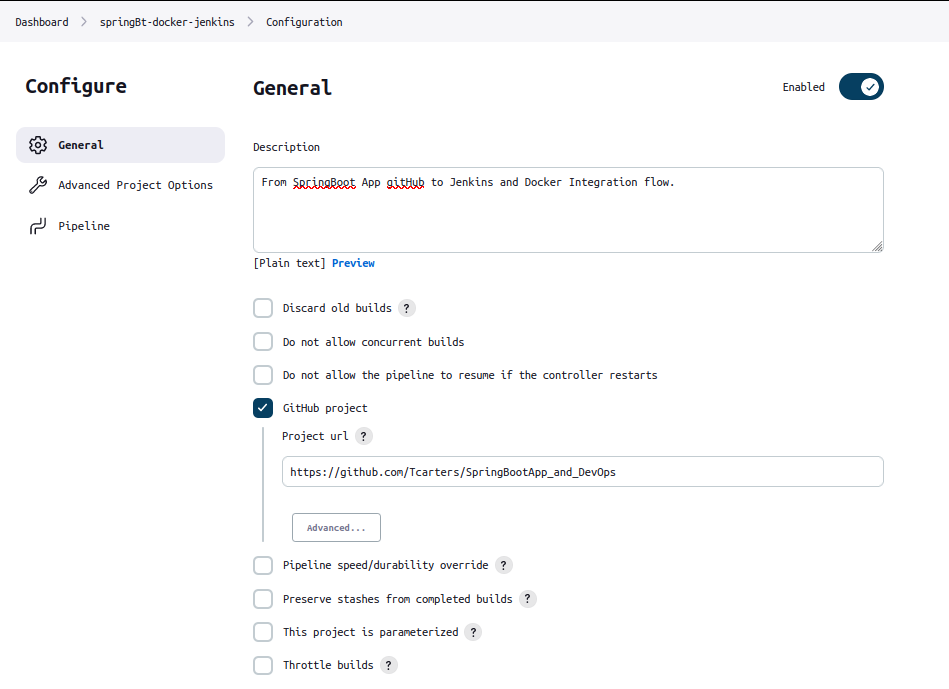 Dashboard > springBt-docker-jenkins > Configuration
Configure
General
Advanced Project Options
Pipeline
General
Enabled
Description
From SpringBoot App gitHub to Jenkins and Docker Integration flow.
[Plain text] Preview
Discard old builds ?
Do not allow concurrent builds
Do not allow the pipeline to resume if the controller restarts
GitHub project
Project url ?
https://github.com/Tcarters/SpringBootApp_and_DevOps
Advanced...
Pipeline speed/durability override ?
Preserve stashes from completed builds ?
This project is parameterized ?
Throttle builds ?